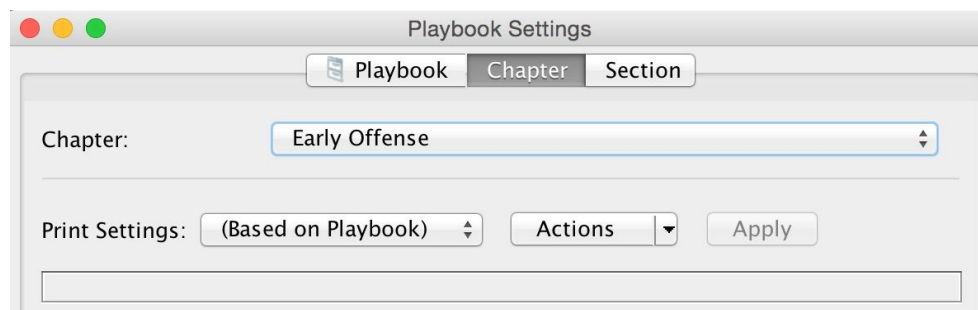 Playbook Settings
Playbook Chapter Section
Chapter: Early Offense
Print Settings: (Based on Playbook) Actions Apply